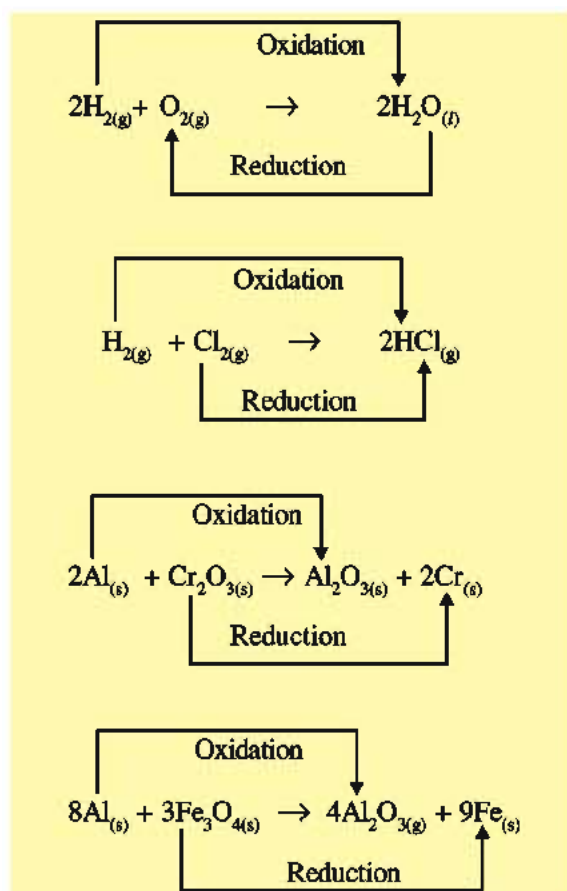 Oxidation
2H₂(g) + O₂(g) → 2H₂O(l)
Reduction
Oxidation
H₂(g) + Cl₂(g) → 2HCl(g)
Reduction
Oxidation
2Al(s) + Cr₂O₃(s) → Al₂O₃(s) + 2Cr(s)
Reduction
Oxidation
8Al(s) + 3Fe₃O₄(s) → 4Al₂O₃(g) + 9Fe(s)
Reduction